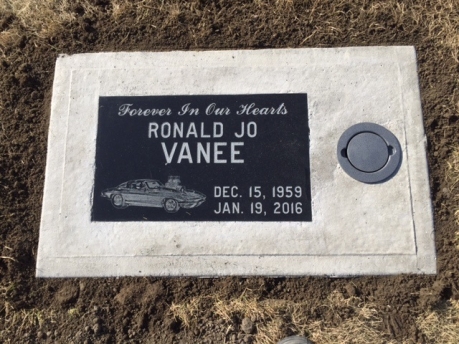 Forever In Our Hearts
RONALD JO
VANEE
DEC. 15, 1959
JAN. 19, 2016